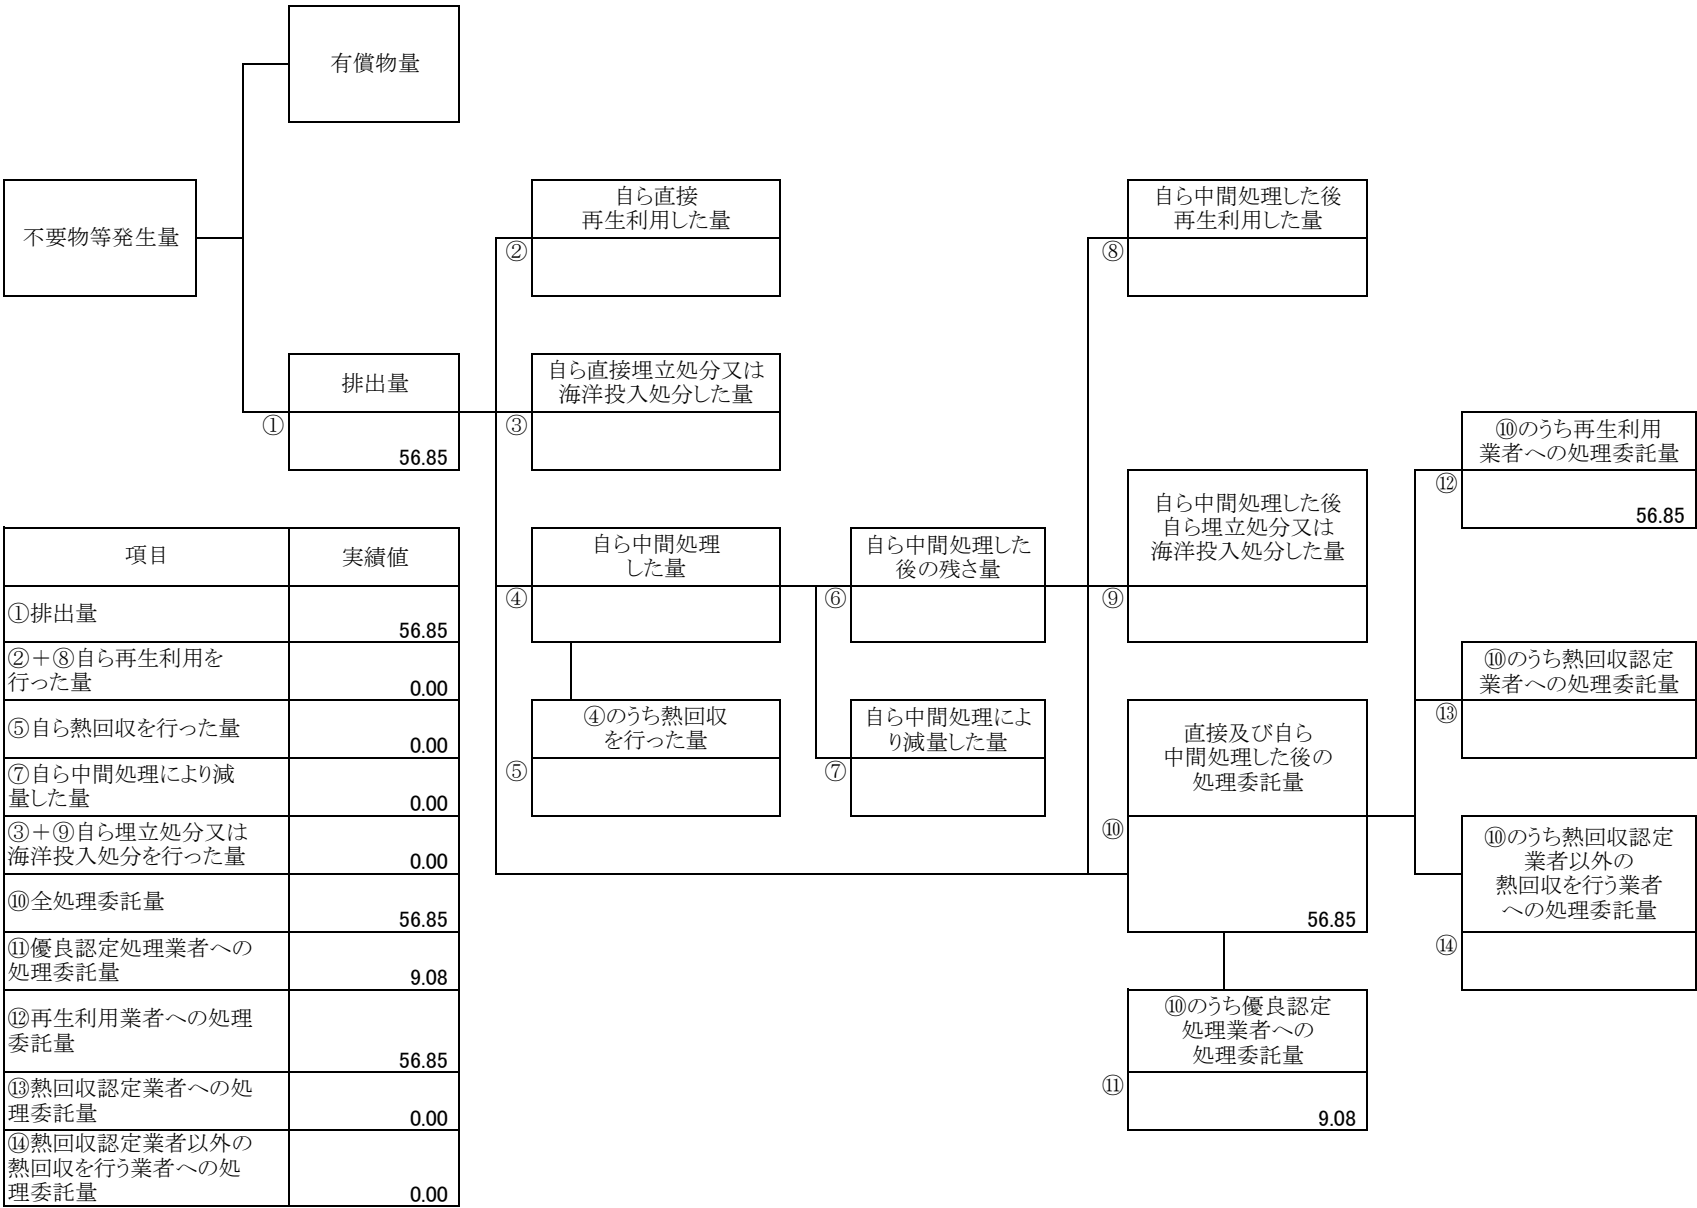 有償物量
不要物等発生量
自ら直接
再生利用した量
②
自ら中間処理した後
再生利用した量
⑧
排出量
①
56.85
自ら直接埋立処分又は
海洋投入処分した量
③
⑩のうち再生利用
業者への処理委託量
⑫
56.85
自ら中間処理
した量
④
自ら中間処理した
後の残さ量
⑥
自ら中間処理した後
自ら埋立処分又は
海洋投入処分した量
⑨
⑩のうち熱回収認定
業者への処理委託量
⑬
④のうち熱回収
を行った量
⑤
自ら中間処理によ
り減量した量
⑦
直接及び自ら
中間処理した後の
処理委託量
⑩
56.85
⑩のうち熱回収認定
業者以外の
熱回収を行う業者
への処理委託量
⑭
⑩のうち優良認定
処理業者への
処理委託量
⑪
9.08
項目
実績値
①排出量
56.85
②＋⑧自ら再生利用を
行った量
0.00
⑤自ら熱回収を行った量
0.00
⑦自ら中間処理により減
量した量
0.00
③＋⑨自ら埋立処分又は
海洋投入処分を行った量
0.00
⑩全処理委託量
56.85
⑪優良認定処理業者への
処理委託量
9.08
⑫再生利用業者への処理
委託量
56.85
⑬熱回収認定業者への処
理委託量
0.00
⑭熱回収認定業者以外の
熱回収を行う業者への処
理委託量
0.00